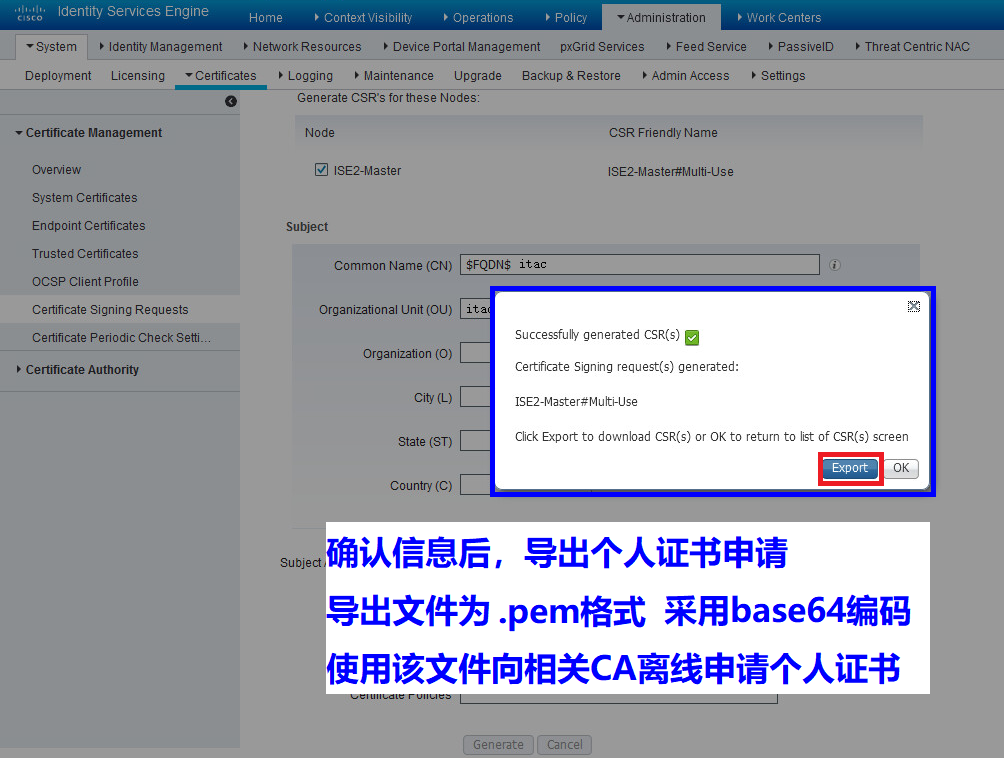 CISCO Identity Services Engine
Home Context Visibility Operations Policy Administration Work Centers
System Identity Management Network Resources Device Portal Management pxGrid Services Feed Service PassiveID Threat Centric NAC
Deployment Licensing Certificates Logging Maintenance Upgrade Backup & Restore Admin Access Settings
Certificate Management
Overview
System Certificates
Endpoint Certificates
Trusted Certificates
OCSP Client Profile
Certificate Signing Requests
Certificate Periodic Check Setti...
Certificate Authority
Generate CSR's for these Nodes:
Node CSR Friendly Name
ISE2-Master ISE2-Master#Multi-Use
Subject
Common Name (CN) $FQDN$ itac
Organizational Unit (OU) itac
Organization (O)
City (L)
State (ST)
Country (C)
Successfully generated CSR(s)
Certificate Signing request(s) generated:
ISE2-Master#Multi-Use
Click Export to download CSR(s) or OK to return to list of CSR(s) screen
Export OK
Subject
确认信息后，导出个人证书申请
导出文件为 .pem格式 采用base64编码
使用该文件向相关CA离线申请个人证书
Certificate Policies
Generate Cancel